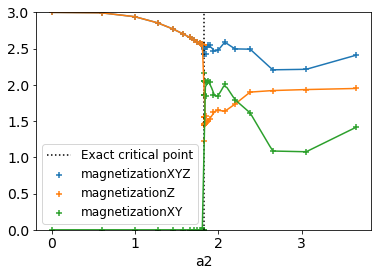 3.0
2.5
2.0
1.5
1.0
0.5
0.0
Exact critical point
magnetizationXYZ
magnetizationZ
magnetizationXY
0 1 2 3
a2